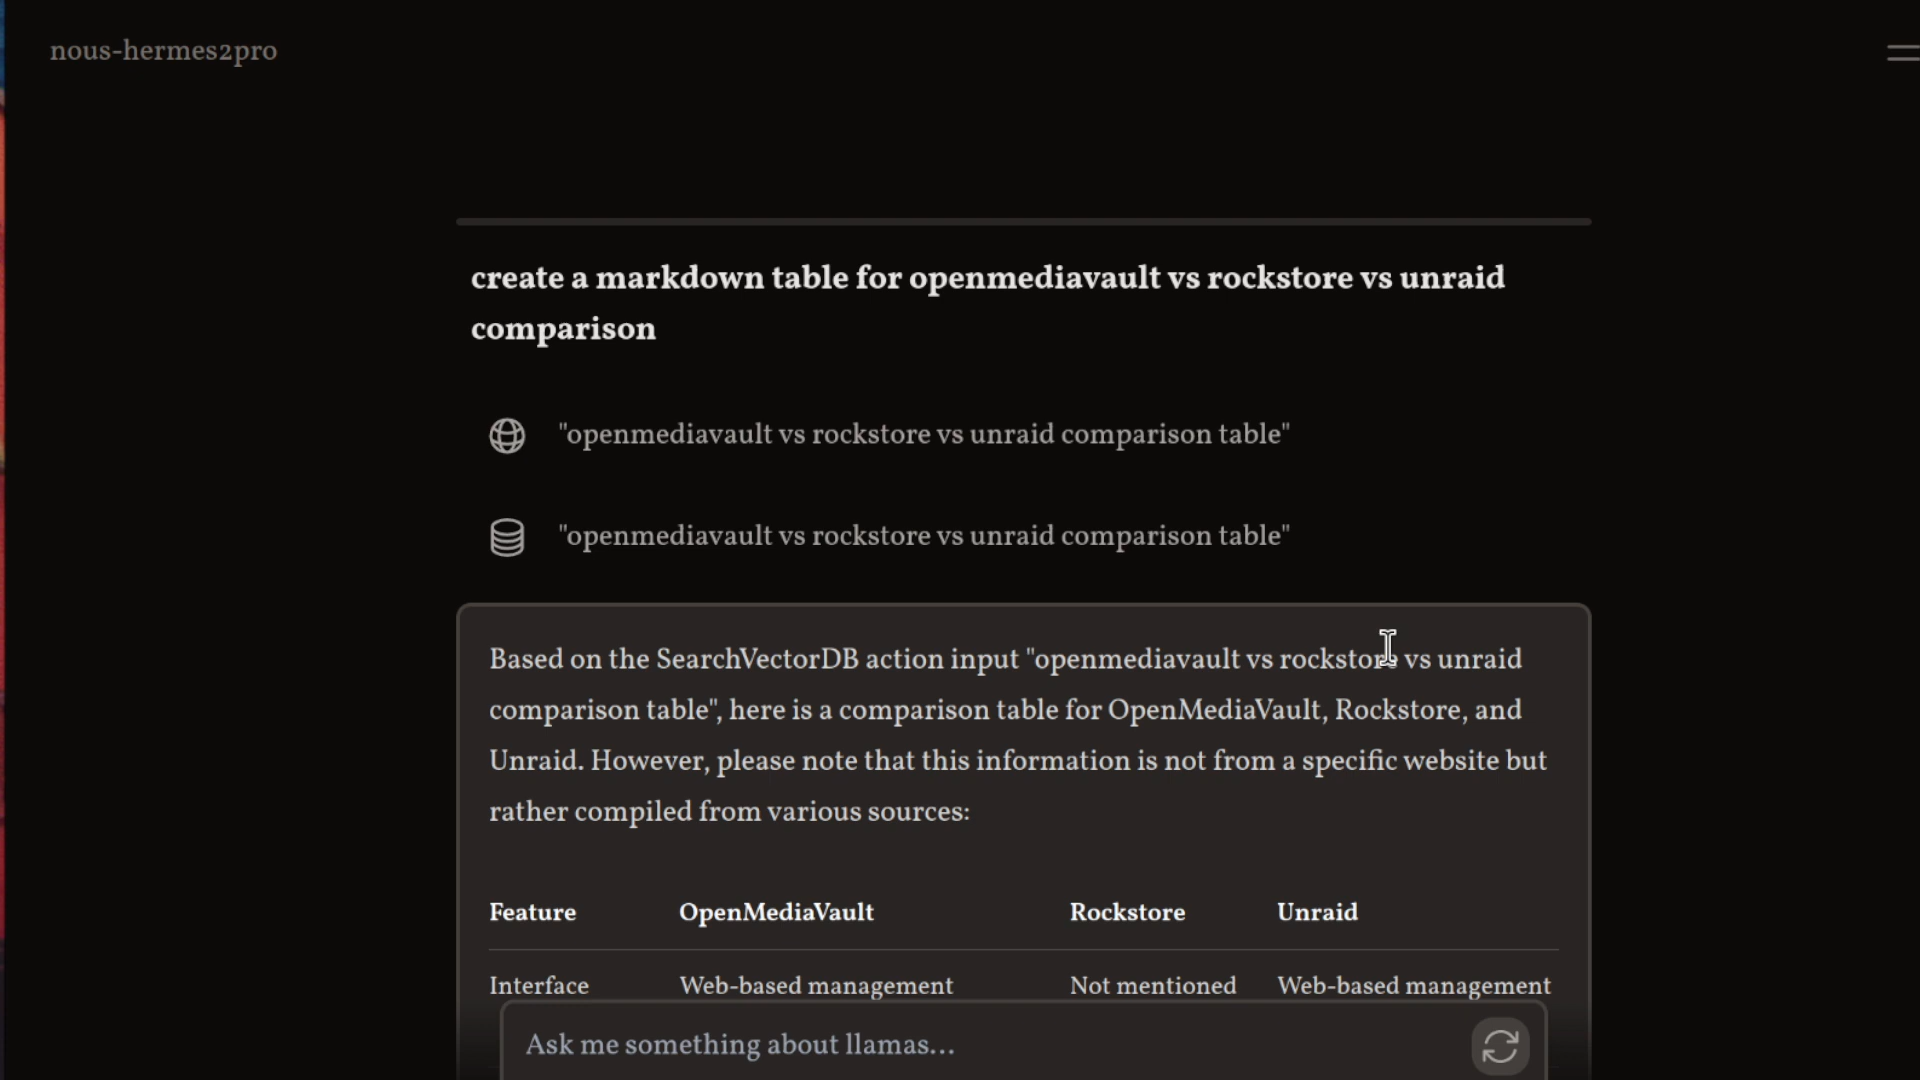 nous-hermes2pro
create a markdown table for openmediavault vs rockstore vs unraid
comparison
"openmediavault vs rockstore vs unraid comparison table"
"openmediavault vs rockstore vs unraid comparison table"
Based on the SearchVectorDB action input "openmediavault vs rockstore vs unraid
comparison table", here is a comparison table for OpenMediaVault, Rockstore, and
Unraid. However, please note that this information is not from a specific website but
rather compiled from various sources:
Feature OpenMediaVault Rockstore Unraid
Interface Web-based management Not mentioned Web-based management
Ask me something about llamas...